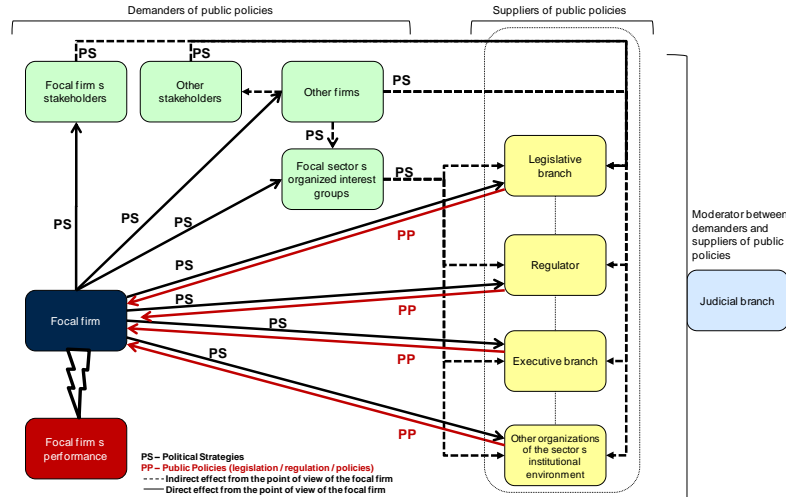 Demanders of public policies
Suppliers of public policies
PS
PS
Focal firm s
stakeholders
Other
stakeholders
Other firms
PS
PS
Focal sector s
organized interest
groups
PS
Legislative
branch
PS
PS
PS
PS
PP
Moderator between
demanders and
suppliers of public
policies
Regulator
Judicial branch
Focal firm
PS
PP
PS
Executive branch
PS
PP
PP
Focal firm s
performance
Other organizations
of the sector s
institutional
environment
PS – Political Strategies
PP – Public Policies (legislation / regulation / policies)
Indirect effect from the point of view of the focal firm
Direct effect from the point of view of the focal firm